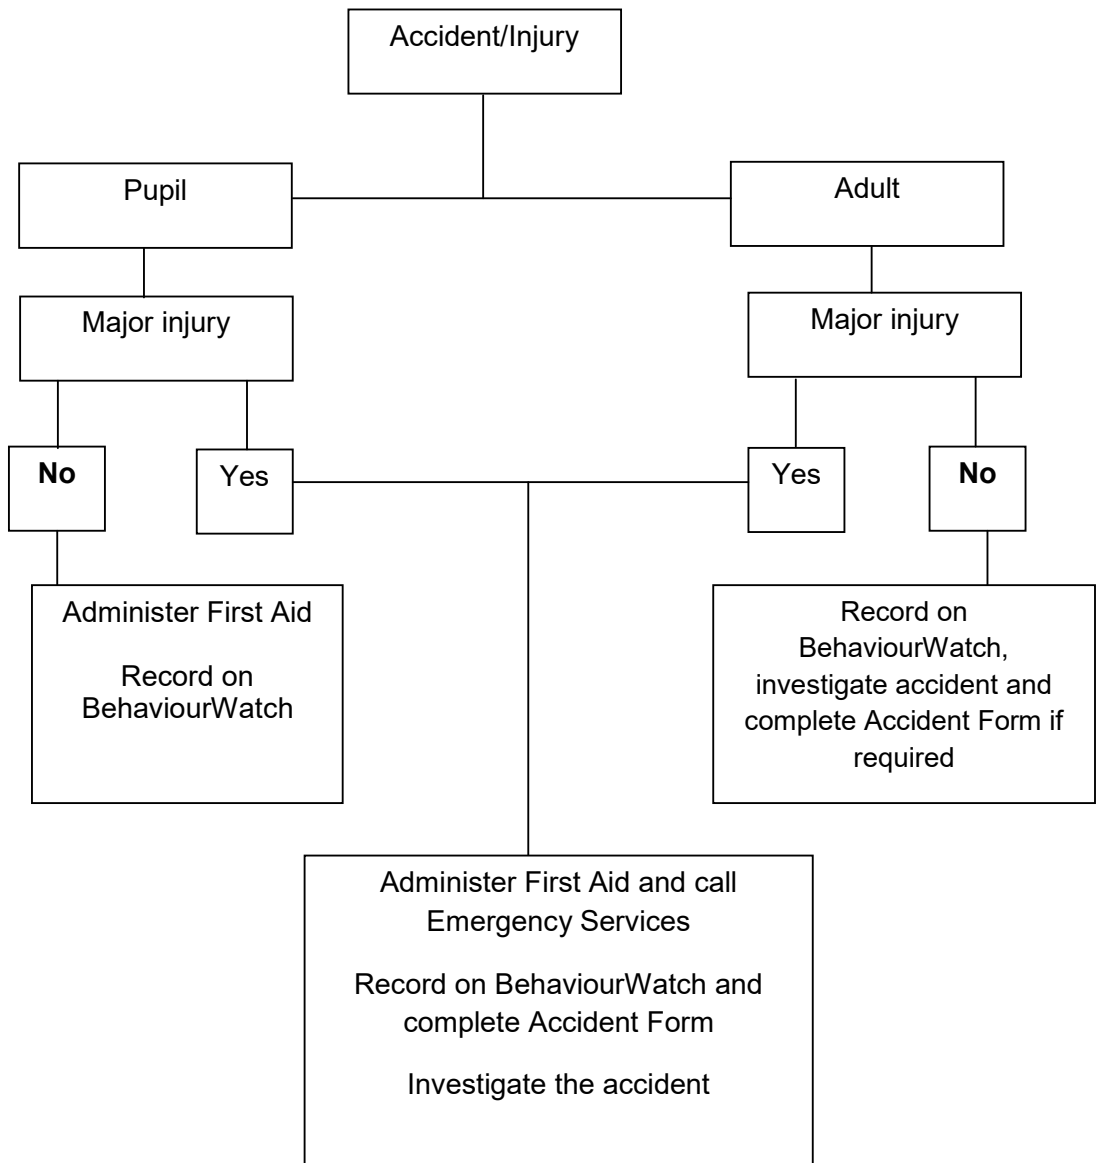 Accident/Injury
Pupil
Adult
Major injury
Major injury
No
Yes
Yes
No
Administer First Aid
Record on
BehaviourWatch
Record on
BehaviourWatch,
investigate accident and
complete Accident Form if
required
Administer First Aid and call
Emergency Services
Record on BehaviourWatch and
complete Accident Form
Investigate the accident